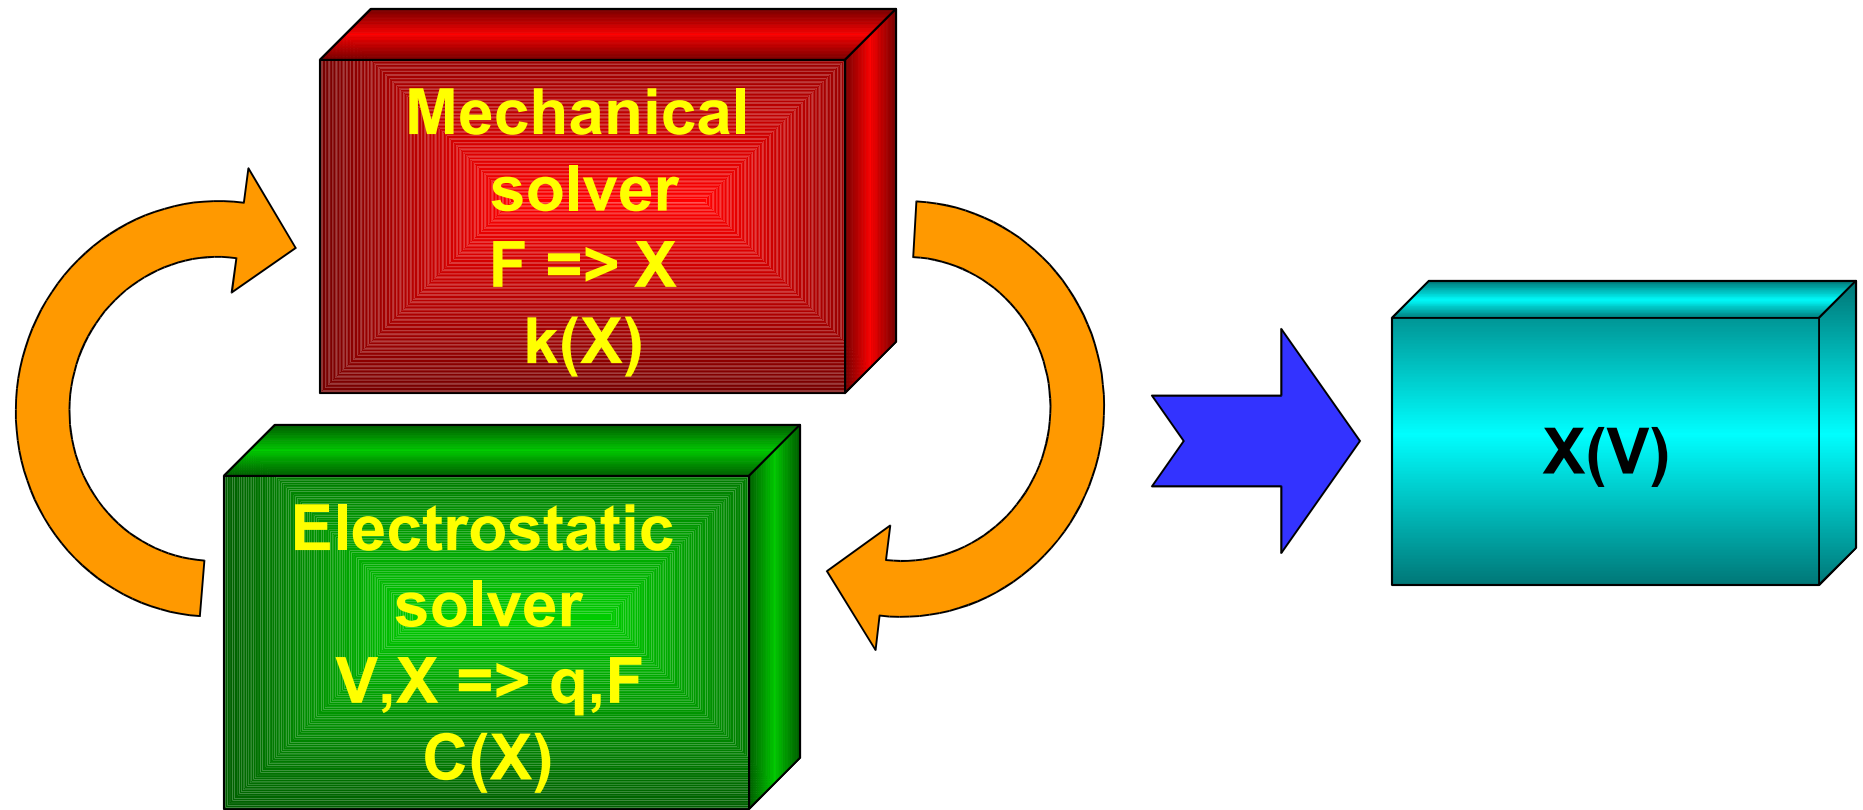 Mechanical
solver
F => X
k(X)
Electrostatic
solver
V,X => q,F
C(X)
X(V)